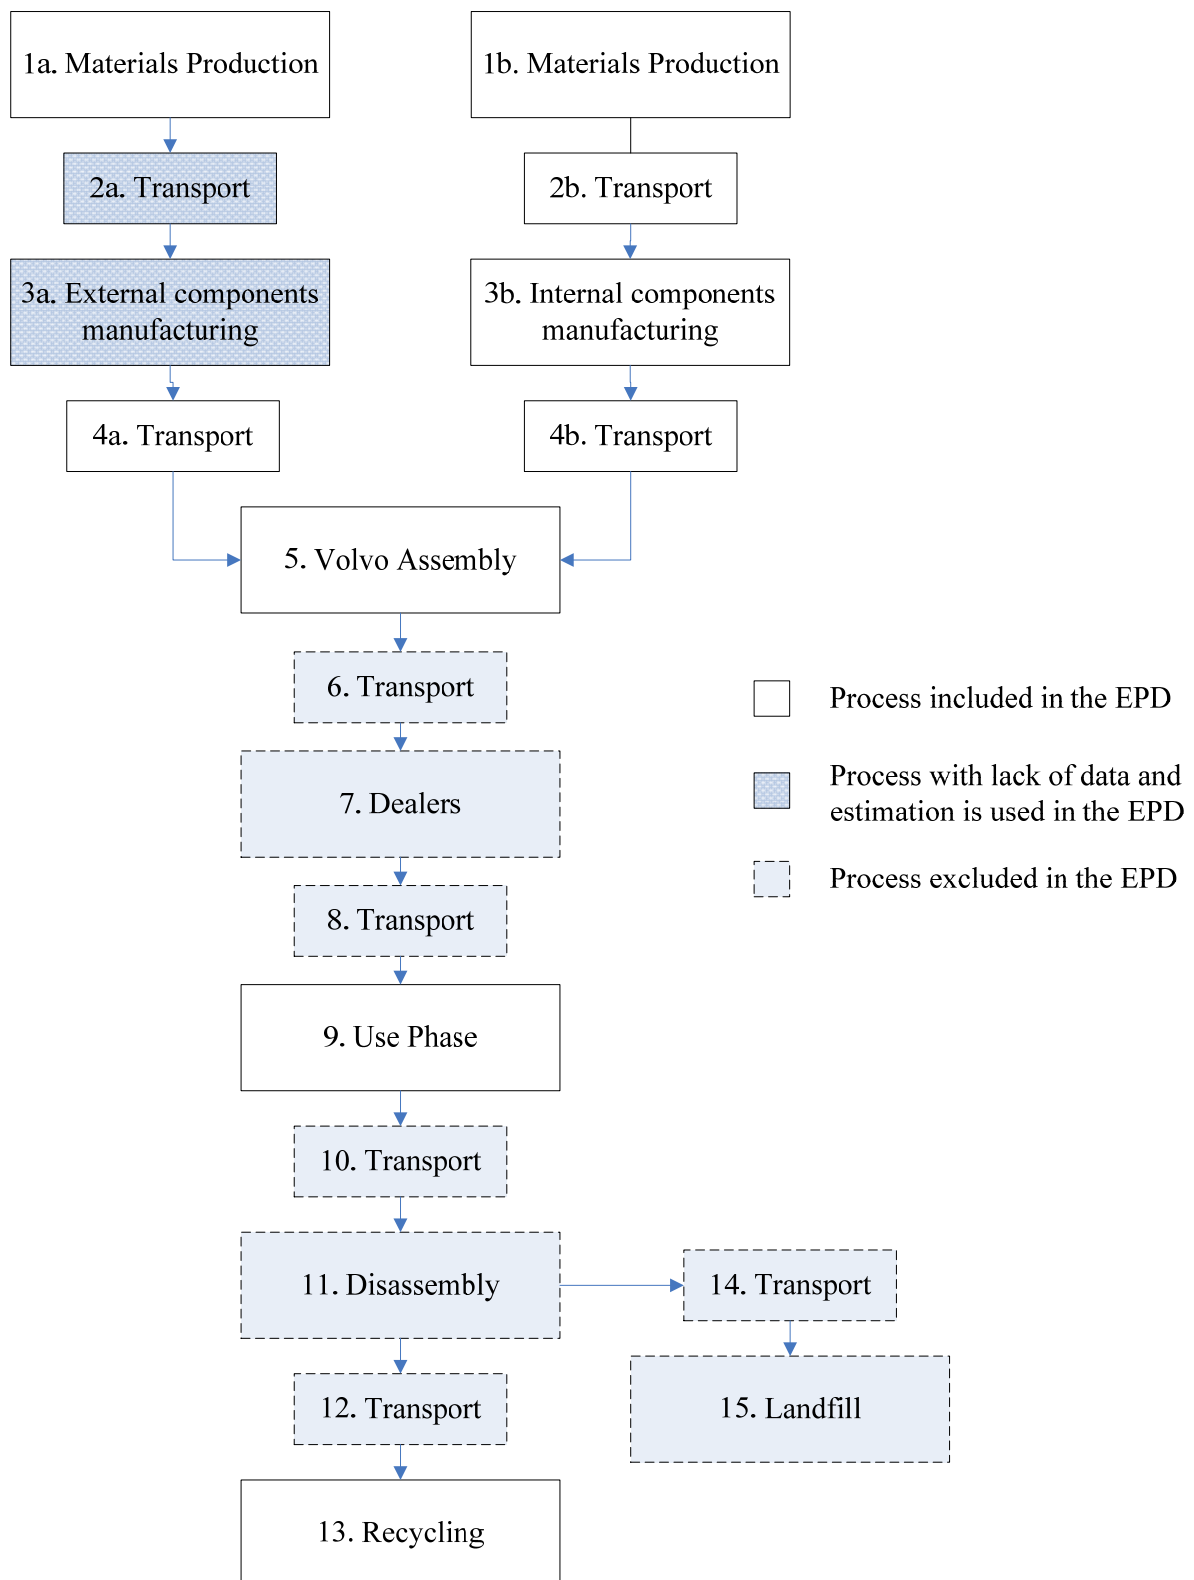 1a. Materials Production
1b. Materials Production
2a. Transport
2b. Transport
3a. External components
manufacturing
3b. Internal components
manufacturing
4a. Transport
4b. Transport
5. Volvo Assembly
6. Transport
Process included in the EPD
7. Dealers
Process with lack of data and
estimation is used in the EPD
Process excluded in the EPD
8. Transport
9. Use Phase
10. Transport
11. Disassembly
14. Transport
12. Transport
15. Landfill
13. Recycling